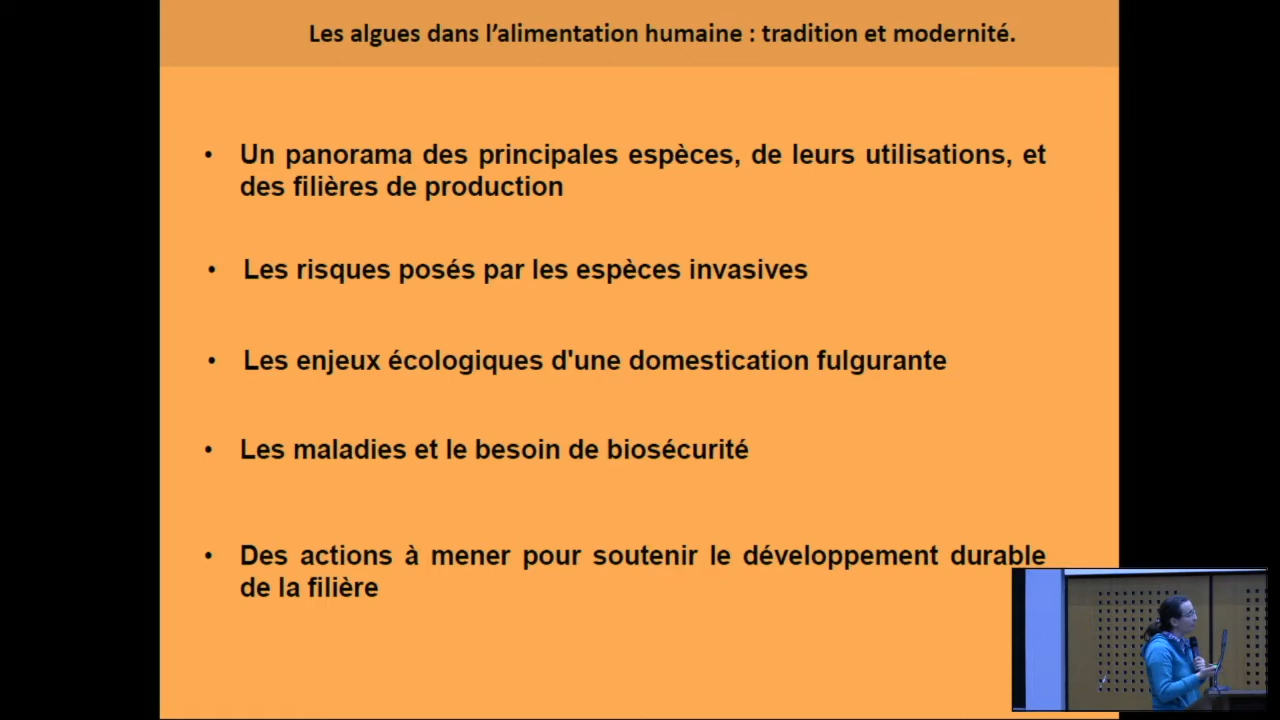 Les algues dans l’alimentation humaine : tradition et modernité.
• Un panorama des principales espèces, de leurs utilisations, et
des filières de production
• Les risques posés par les espèces invasives
• Les enjeux écologiques d'une domestication fulgurante
• Les maladies et le besoin de biosécurité
• Des actions à mener pour soutenir le développement durable
de la filière